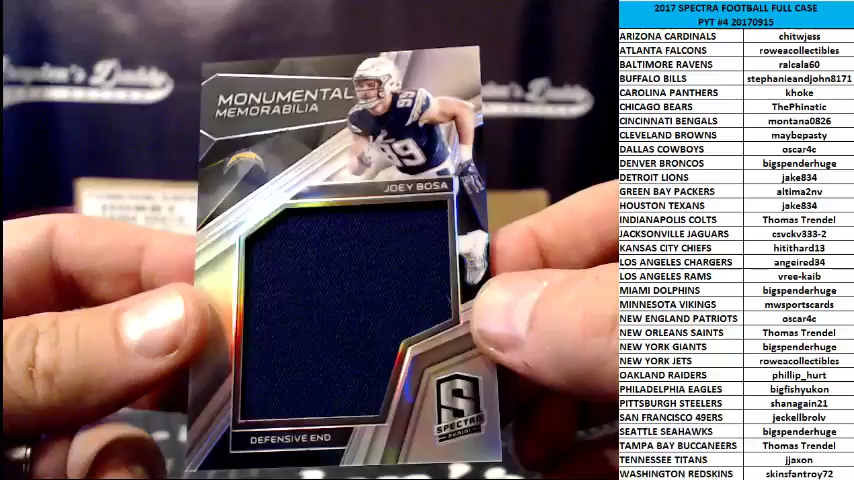 MONUMENTAL
MEMORABILIA
99
99
JOEY BOSA
DEFENSIVE END
SPECTRA
PANINI
2017 SPECTRA FOOTBALL FULL CASE
PYT #4 20170915
ARIZONA CARDINALS chitwjess
ATLANTA FALCONS roweacollectibles
BALTIMORE RAVENS ralcala60
BUFFALO BILLS stephanieandjohn8171
CAROLINA PANTHERS khoke
CHICAGO BEARS ThePhinatic
CINCINNATI BENGALS montana0826
CLEVELAND BROWNS maybepasty
DALLAS COWBOYS oscar4c
DENVER BRONCOS bigspenderhuge
DETROIT LIONS jake834
GREEN BAY PACKERS altima2nv
HOUSTON TEXANS jake834
INDIANAPOLIS COLTS Thomas Trendel
JACKSONVILLE JAGUARS csvckv333-2
KANSAS CITY CHIEFS hitithard13
LOS ANGELES CHARGERS angeired34
LOS ANGELES RAMS vree-kaib
MIAMI DOLPHINS bigspenderhuge
MINNESOTA VIKINGS mwsportscards
NEW ENGLAND PATRIOTS oscar4c
NEW ORLEANS SAINTS Thomas Trendel
NEW YORK GIANTS bigspenderhuge
NEW YORK JETS roweacollectibles
OAKLAND RAIDERS phillip_hurt
PHILADELPHIA EAGLES bigfishyukon
PITTSBURGH STEELERS shanagain21
SAN FRANCISCO 49ERS jeckellbrolv
SEATTLE SEAHAWKS bigspenderhuge
TAMPA BAY BUCCANEERS Thomas Trendel
TENNESSEE TITANS jjaxon
WASHINGTON REDSKINS skinsfantroy72